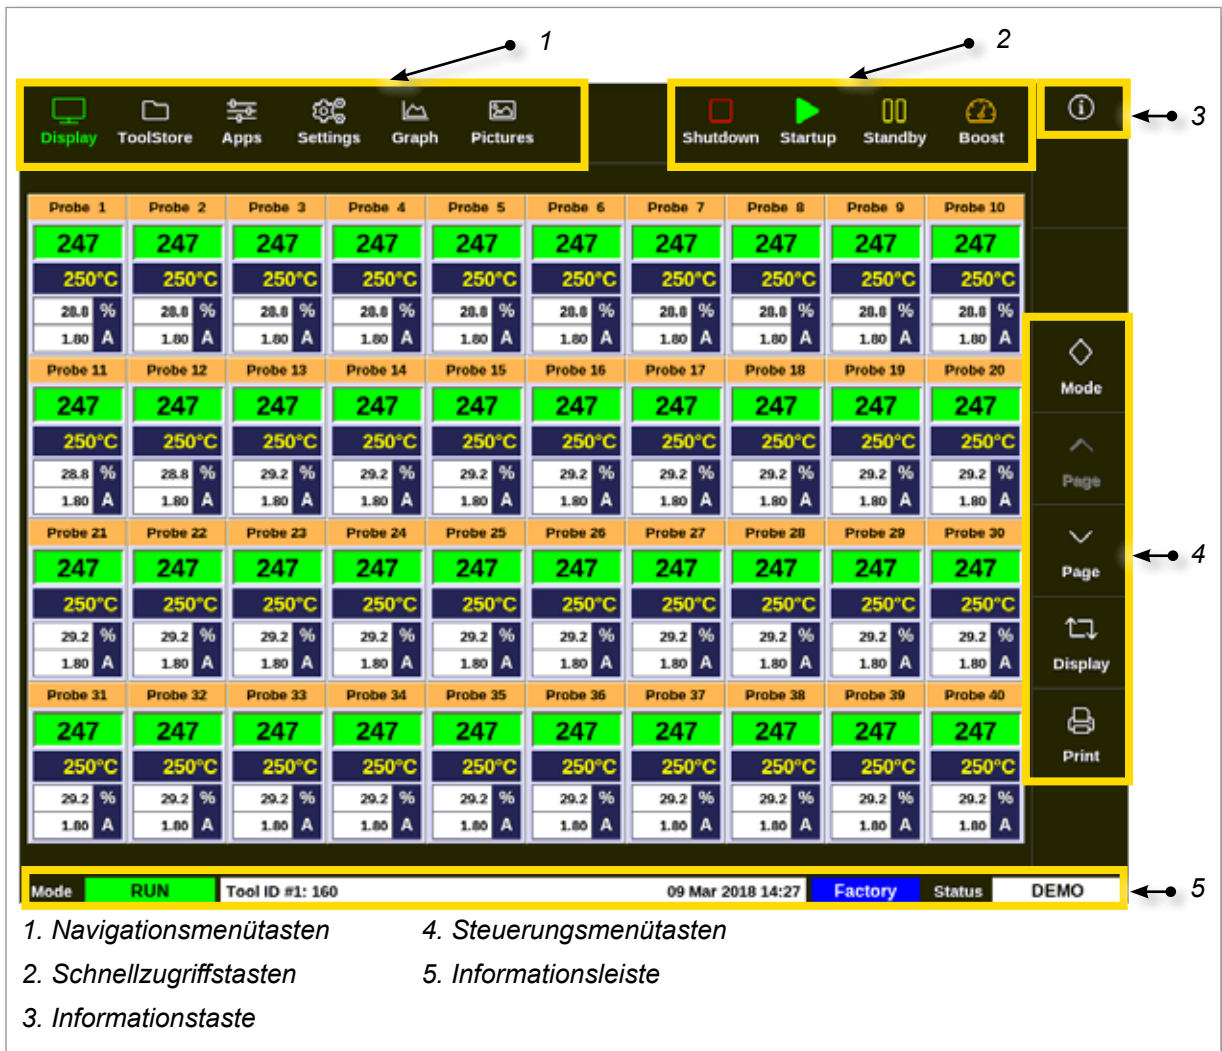 1 2
3
Display ToolStore Apps Settings Graph Pictures Shutdown Startup Standby Boost
Probe 1 Probe 2 Probe 3 Probe 4 Probe 5 Probe 6 Probe 7 Probe 8 Probe 9 Probe 10
247 247 247 247 247 247 247 247 247 247
250°C 250°C 250°C 250°C 250°C 250°C 250°C 250°C 250°C 250°C
28.8 % 28.8 % 28.8 % 28.8 % 28.8 % 28.8 % 28.8 % 28.8 % 28.8 % 28.8 %
1.80 A 1.80 A 1.80 A 1.80 A 1.80 A 1.80 A 1.80 A 1.80 A 1.80 A 1.80 A
Probe 11 Probe 12 Probe 13 Probe 14 Probe 15 Probe 16 Probe 17 Probe 18 Probe 19 Probe 20
Mode
247 247 247 247 247 247 247 247 247 247
250°C 250°C 250°C 250°C 250°C 250°C 250°C 250°C 250°C 250°C
28.8 % 28.8 % 29.2 % 29.2 % 29.2 % 29.2 % 29.2 % 29.2 % 29.2 % 29.2 %
Page
1.80 A 1.80 A 1.80 A 1.80 A 1.80 A 1.80 A 1.80 A 1.80 A 1.80 A 1.80 A
Probe 21 Probe 22 Probe 23 Probe 24 Probe 25 Probe 26 Probe 27 Probe 28 Probe 29 Probe 30
4
247 247 247 247 247 247 247 247 247 247
Page
250°C 250°C 250°C 250°C 250°C 250°C 250°C 250°C 250°C 250°C
29.2 % 29.2 % 29.2 % 29.2 % 29.2 % 29.2 % 29.2 % 29.2 % 29.2 % 29.2 %
1.80 A 1.80 A 1.80 A 1.80 A 1.80 A 1.80 A 1.80 A 1.80 A 1.80 A 1.80 A
Display
Probe 31 Probe 32 Probe 33 Probe 34 Probe 35 Probe 36 Probe 37 Probe 38 Probe 39 Probe 40
247 247 247 247 247 247 247 247 247 247
250°C 250°C 250°C 250°C 250°C 250°C 250°C 250°C 250°C 250°C
Print
29.2 % 29.2 % 29.2 % 29.2 % 29.2 % 29.2 % 29.2 % 29.2 % 29.2 % 29.2 %
1.80 A 1.80 A 1.80 A 1.80 A 1.80 A 1.80 A 1.80 A 1.80 A 1.80 A 1.80 A
Mode RUN Tool ID #1: 160 09 Mar 2018 14:27 Factory Status DEMO 5
1. Navigationsmenütasten
2. Schnellzugriffstasten
3. Informationstaste
4. Steuerungsmenütasten
5. Informationsleiste